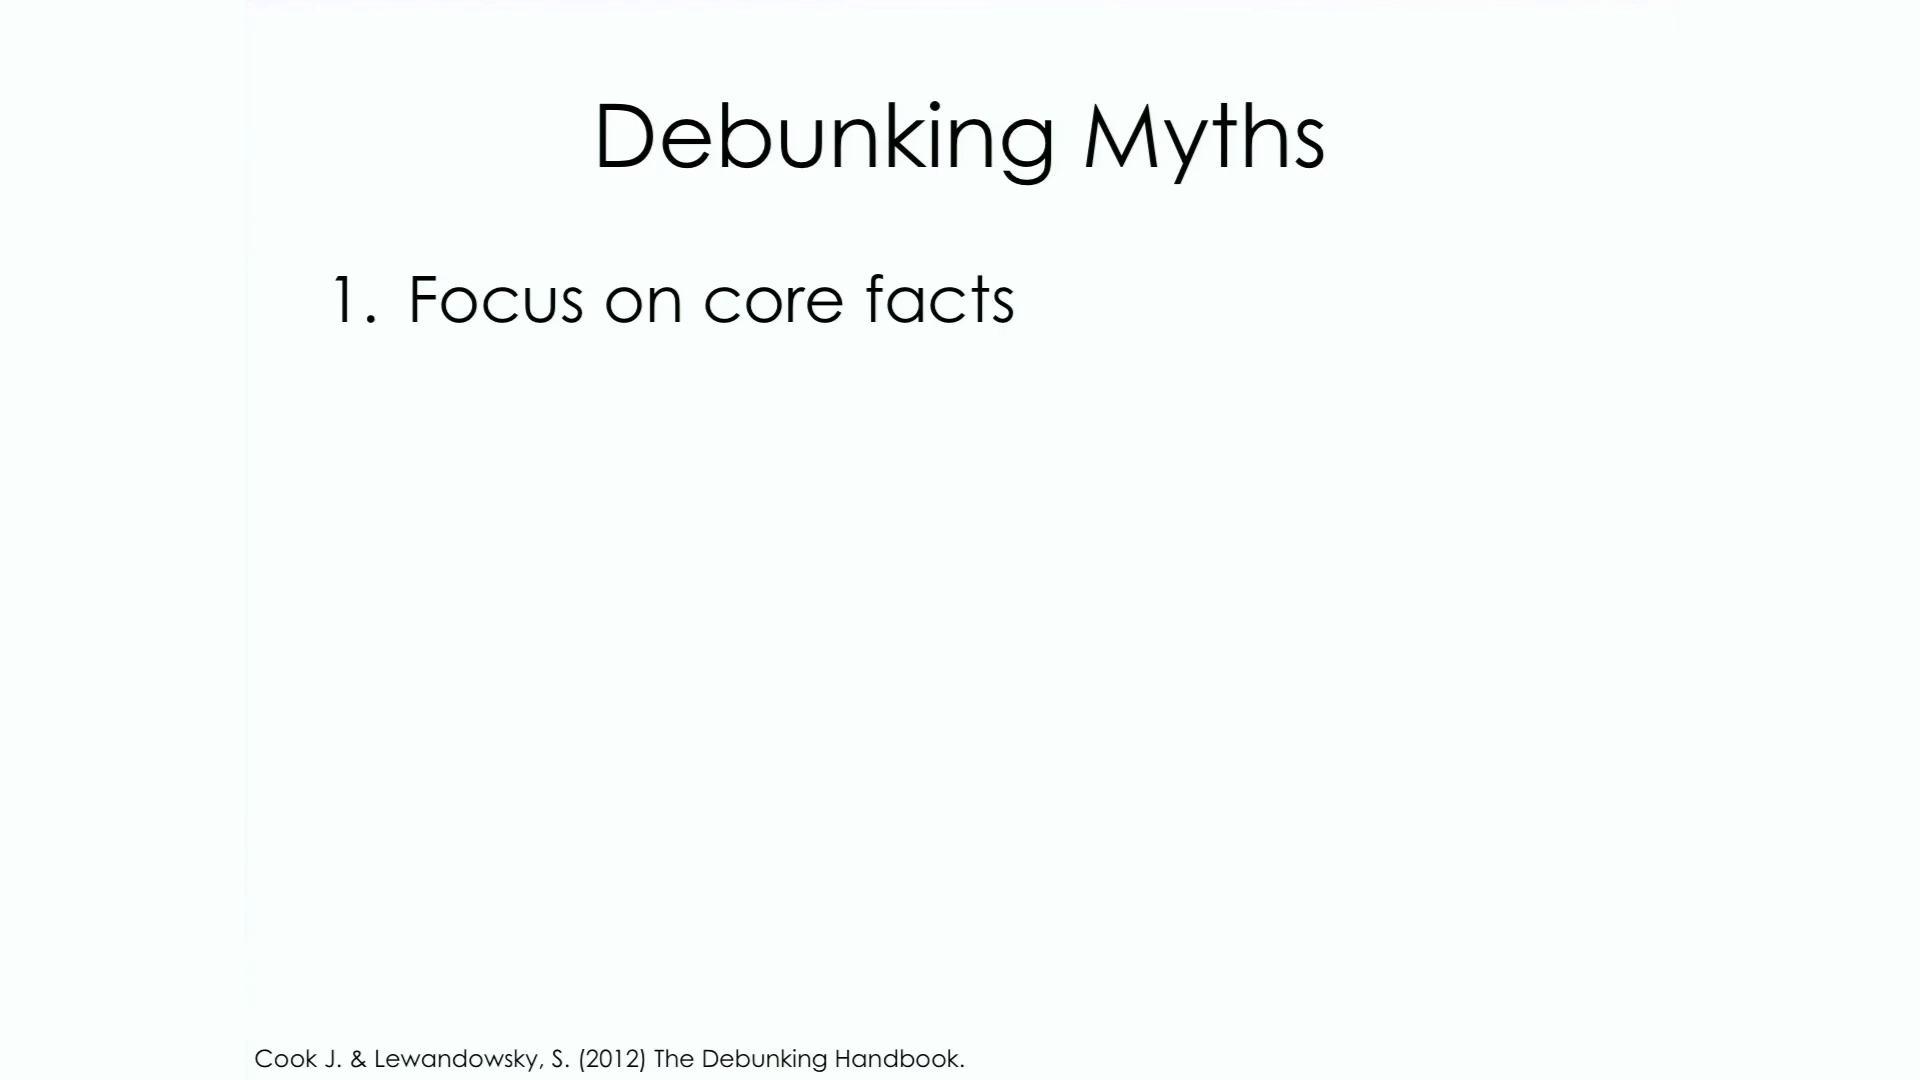 Debunking Myths
1. Focus on core facts
Cook J. & Lewandowsky, S. (2012) The Debunking Handbook.